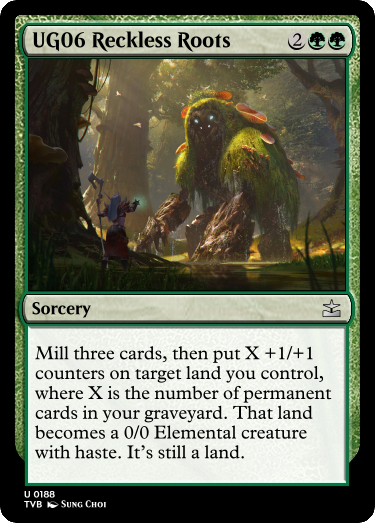 UG06 Reckless Roots 2
Sorcery
Mill three cards, then put X +1/+1
counters on target land you control,
where X is the number of permanent
cards in your graveyard. That land
becomes a 0/0 Elemental creature
with haste. It's still a land.
U 0188
TVB Sung Choi